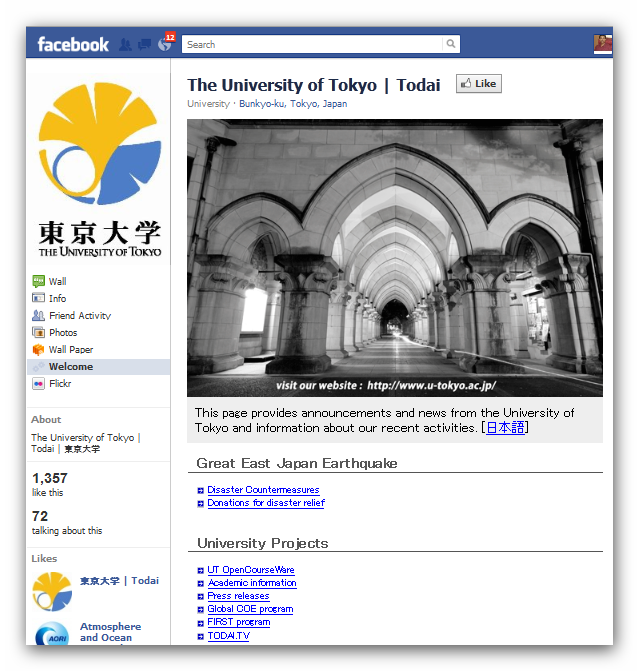 facebook
12
Search
東京大学
THE UNIVERSITY OF TOKYO
Wall
Info
Friend Activity
Photos
Wall Paper
Welcome
Flickr
About
The University of Tokyo |
Todai | 東京大学
1,357
like this
72
talking about this
Likes
東京大学 | Todai
AORI
Atmosphere
and Ocean
The University of Tokyo | Todai
Like
University · Bunkyo-ku, Tokyo, Japan
visit our website : http://www.u-tokyo.ac.jp/
This page provides announcements and news from the University of
Tokyo and information about our recent activities. [日本語]
Great East Japan Earthquake
Disaster Countermeasures
Donations for disaster relief
University Projects
UT OpenCourseWare
Academic information
Press releases
Global COE program
FIRST program
TODAI.TV